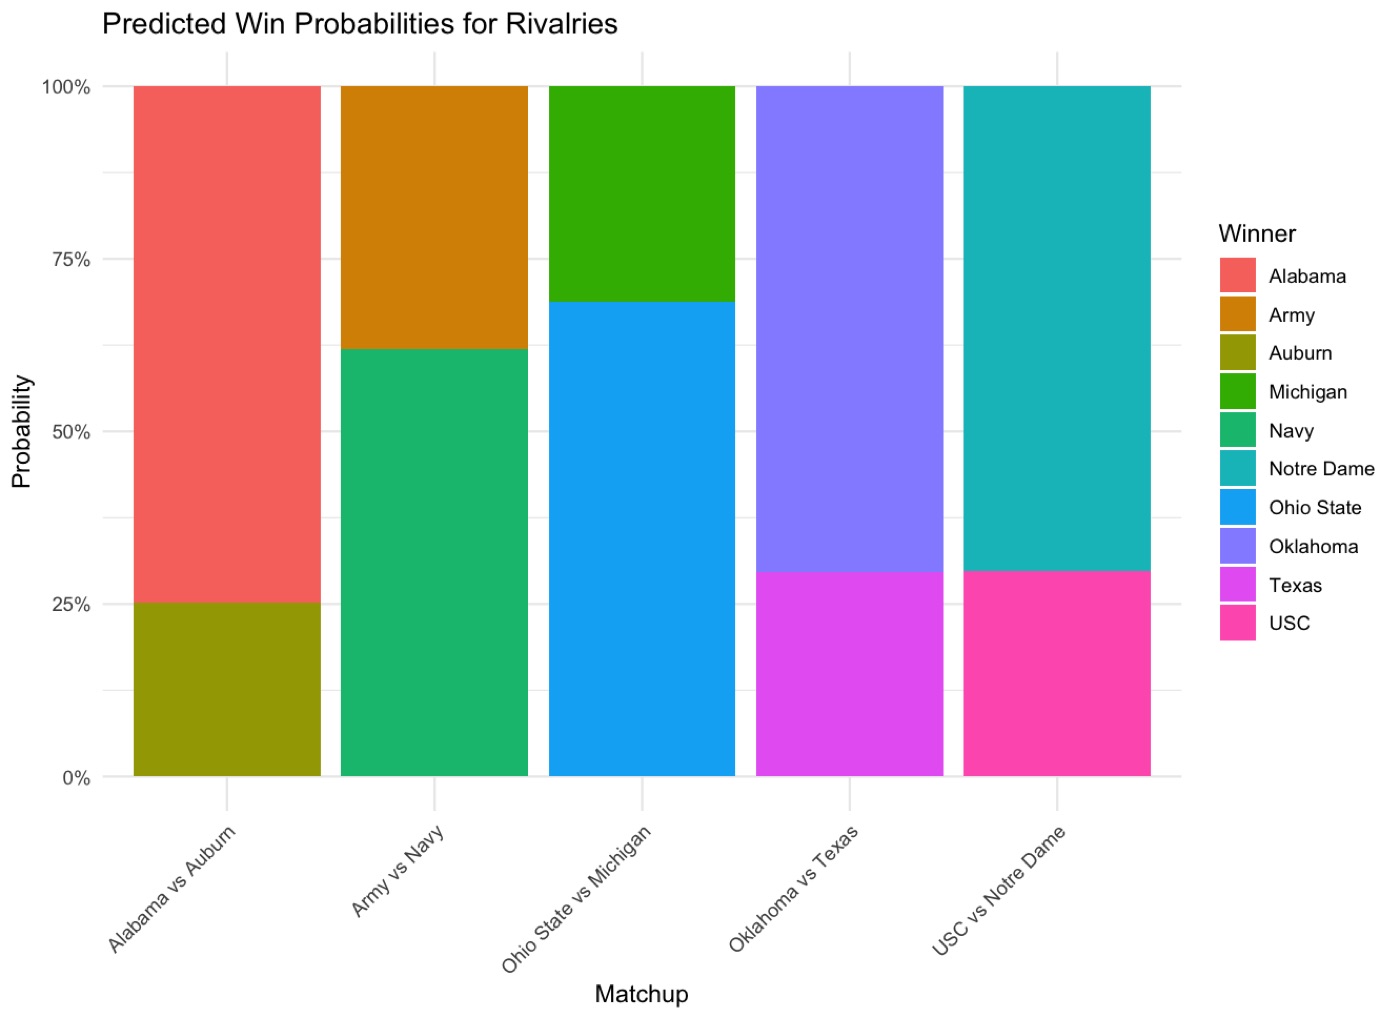 Predicted Win Probabilities for Rivalries
Probability
100%
75%
50%
25%
0%
Alabama vs Auburn
Army vs Navy
Ohio State vs Michigan
Oklahoma vs Texas
USC vs Notre Dame
Matchup
Winner
Alabama
Army
Auburn
Michigan
Navy
Notre Dame
Ohio State
Oklahoma
Texas
USC